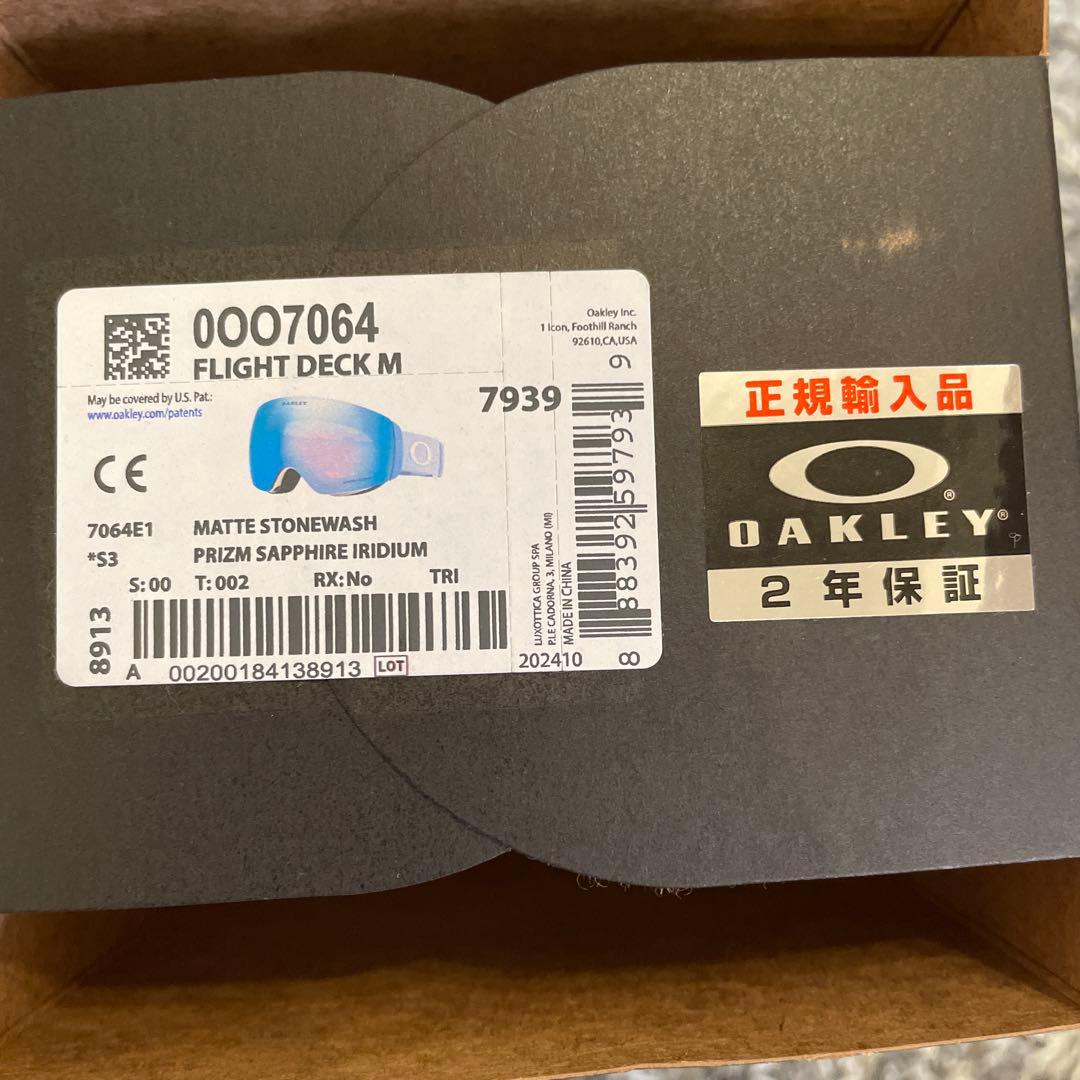 0OO7064
FLIGHT DECK M
May be covered by U.S. Pat.:
www.oakley.com/patents
Oakley Inc.
1 Icon, Foothill Ranch
92610,CA,USA
7939
OAKLEY
CE
7064E1 MATTE STONEWASH
*S3 PRIZM SAPPHIRE IRIDIUM
S:00 T:002 RX:No TRI
8913
A 00200184138913 LOT
LUXOTTICA GROUP SPA
P.LE CADORNA, 3, MILANO (MI)
MADE IN CHINA
202410
8 883925 97939
正規輸入品
OAKLEY®
2年保証